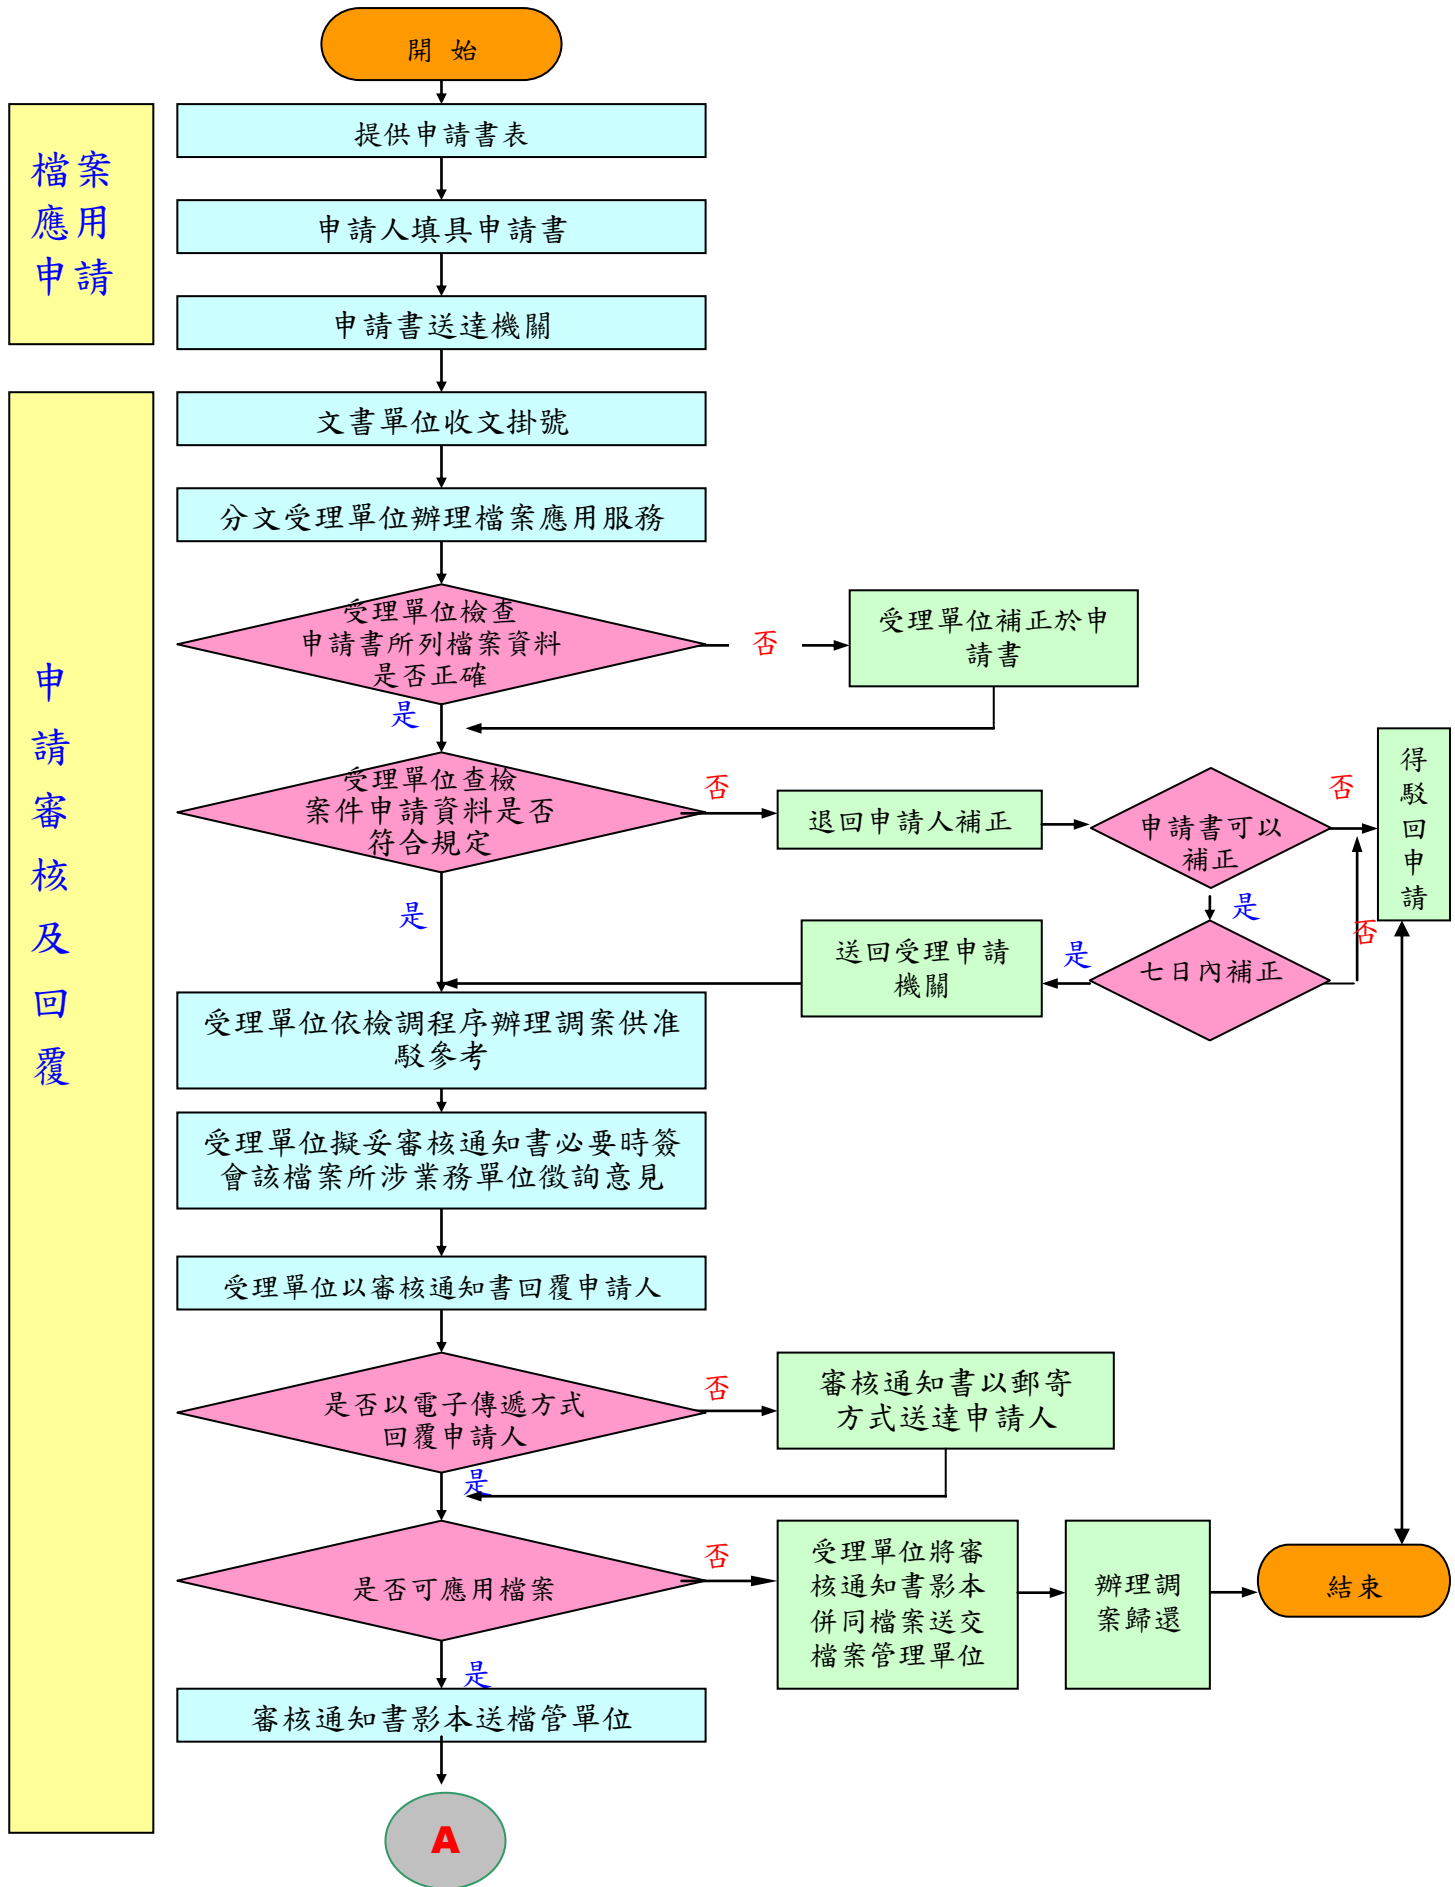 開 始
檔案
應用
申請
提供申請書表
申請人填具申請書
申請書送達機關
申
請
審
核
及
回
覆
文書單位收文掛號
分文受理單位辦理檔案應用服務
受理單位檢查
申請書所列檔案資料
是否正確
否
受理單位補正於申
請書
是
受理單位查檢
案件申請資料是否
符合規定
否
退回申請人補正
申請書可以
補正
否
得
駁
回
申
請
是
是
七日內補正
否
是
送回受理申請
機關
受理單位依檢調程序辦理調案供准
駁參考
受理單位擬妥審核通知書必要時簽
會該檔案所涉業務單位徵詢意見
受理單位以審核通知書回覆申請人
是否以電子傳遞方式
回覆申請人
否
審核通知書以郵寄
方式送達申請人
是
是否可應用檔案
否
受理單位將審
核通知書影本
併同檔案送交
檔案管理單位
辦理調
案歸還
結束
是
審核通知書影本送檔管單位
A